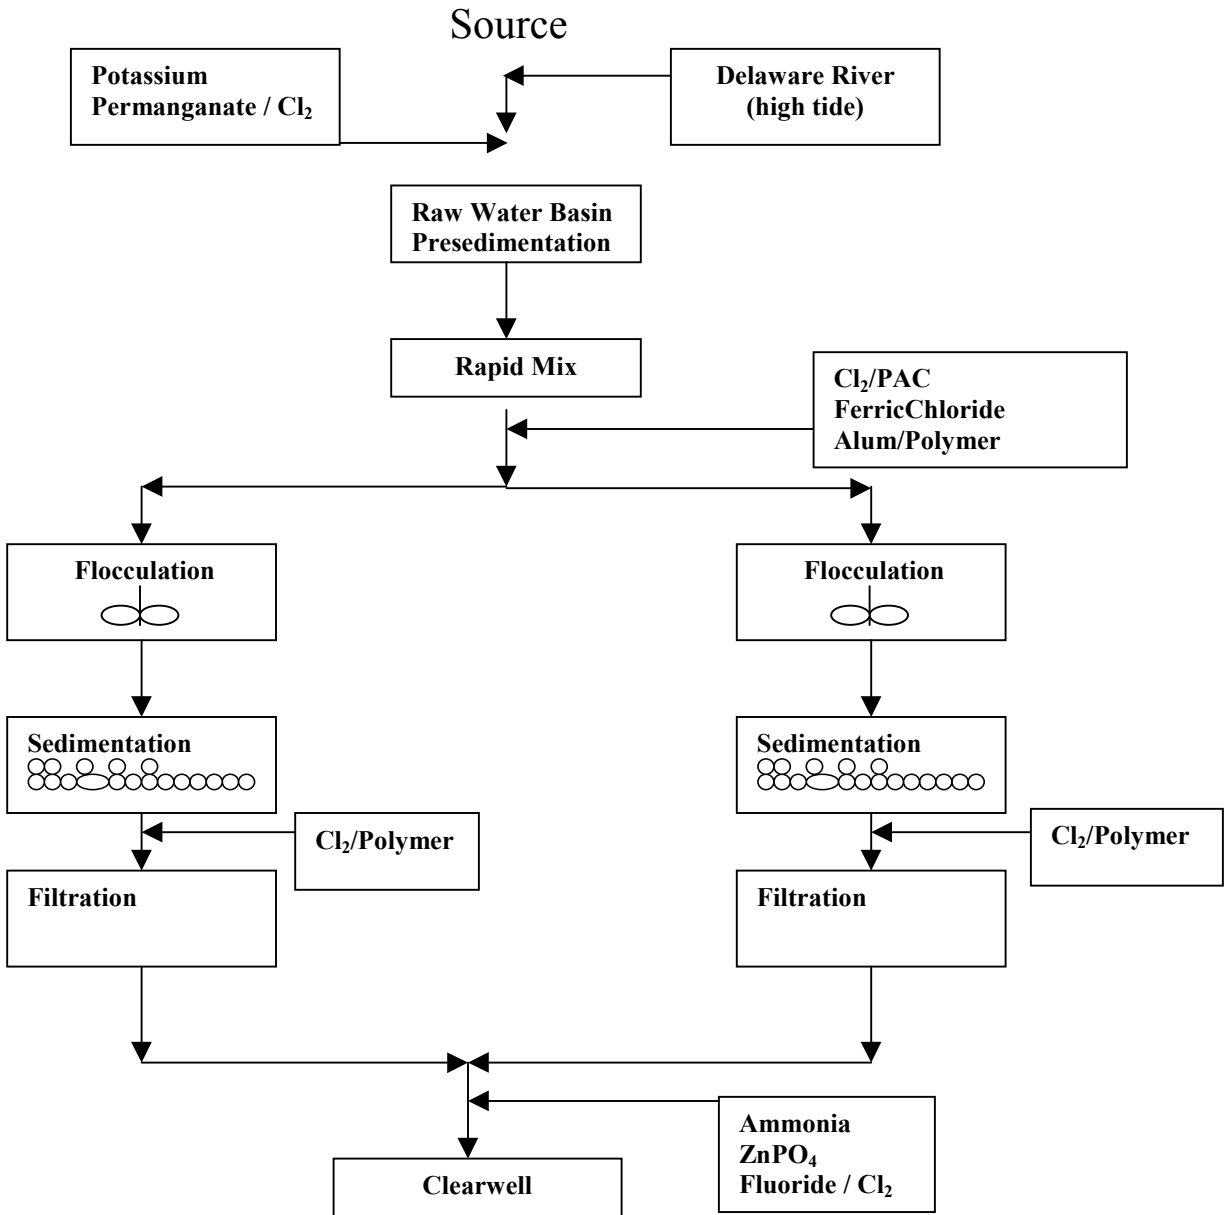 Source
Potassium
Permanganate / Cl₂
Delaware River
(high tide)
Raw Water Basin
Presedimentation
Rapid Mix
Cl₂/PAC
FerricChloride
Alum/Polymer
Flocculation
Flocculation
Sedimentation
Sedimentation
Cl₂/Polymer
Cl₂/Polymer
Filtration
Filtration
Ammonia
ZnPO₄
Fluoride / Cl₂
Clearwell